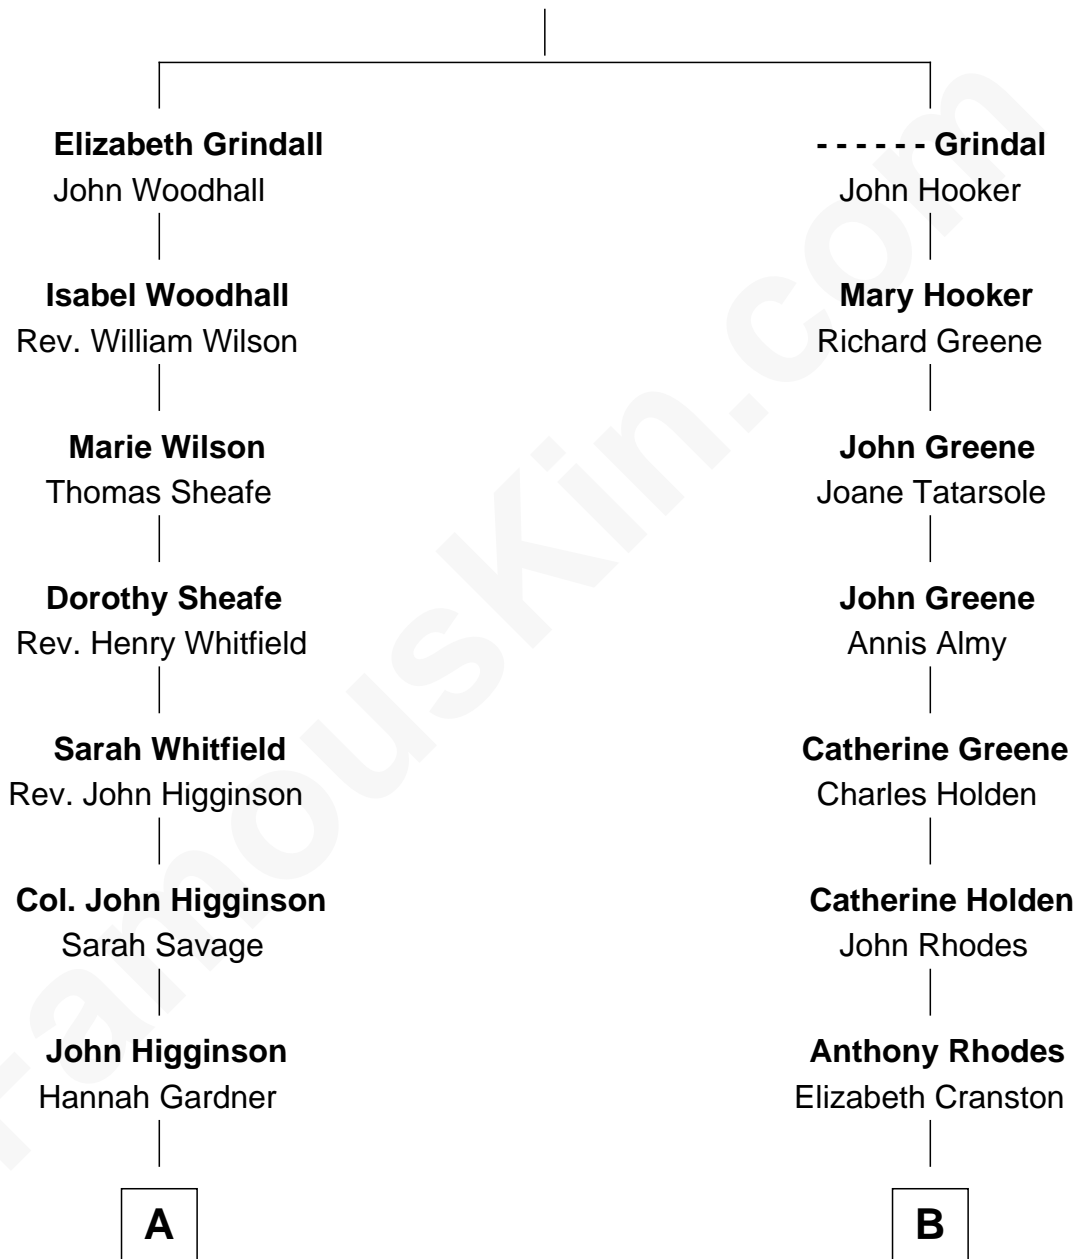 Elizabeth Grindall
John Woodhall
Isabel Woodhall
Rev. William Wilson
Marie Wilson
Thomas Sheafe
Dorothy Sheafe
Rev. Henry Whitfield
Sarah Whitfield
Rev. John Higginson
Col. John Higginson
Sarah Savage
John Higginson
Hannah Gardner
A
- - - - - - Grindal
John Hooker
Mary Hooker
Richard Greene
John Greene
Joane Tatarsole
John Greene
Annis Almy
Catherine Greene
Charles Holden
Catherine Holden
John Rhodes
Anthony Rhodes
Elizabeth Cranston
B
FamousKin.com